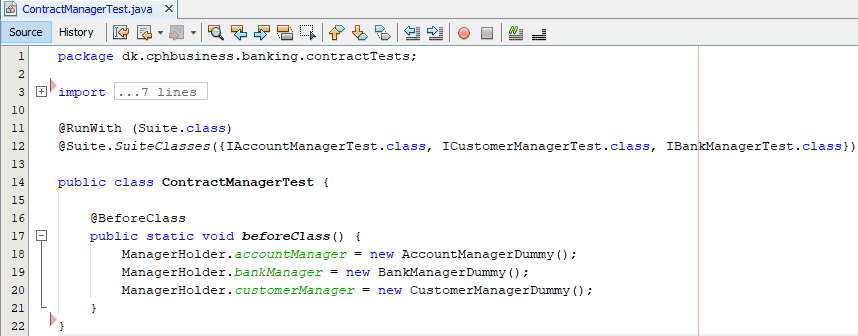 ContractManagerTest.java
Source History
1 package dk.cphbusiness.banking.contractTests;
2
3 import ...7 lines
10
11 @RunWith (Suite.class)
12 @Suite.SuiteClasses({IAccountManagerTest.class, ICustomerManagerTest.class, IBankManagerTest.class})
13
14 public class ContractManagerTest {
15
16 @BeforeClass
17 public static void beforeClass() {
18 ManagerHolder.accountManager = new AccountManagerDummy();
19 ManagerHolder.bankManager = new BankManagerDummy();
20 ManagerHolder.customerManager = new CustomerManagerDummy();
21 }
22 }